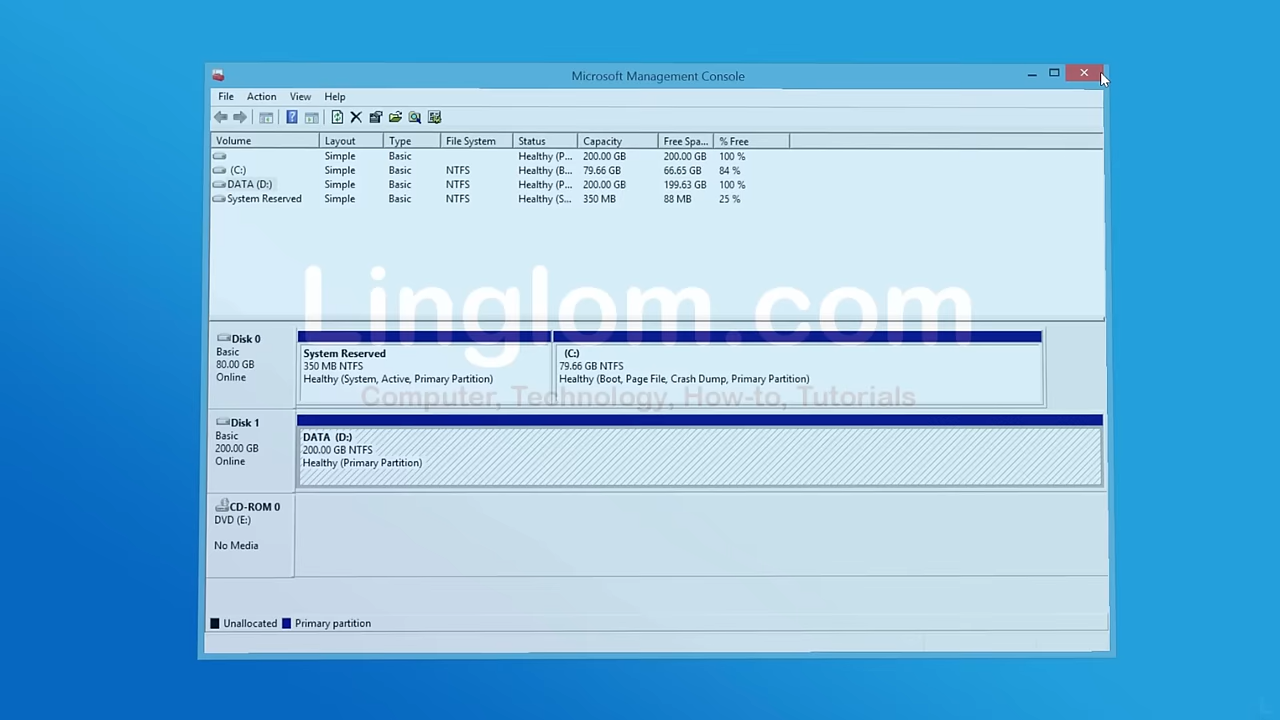 Microsoft Management Console
File Action View Help
Volume Layout Type File System Status Capacity Free Spa... % Free
Simple Basic Healthy (P... 200.00 GB 200.00 GB 100 %
(C:) Simple Basic NTFS Healthy (B... 79.66 GB 66.65 GB 84 %
DATA (D:) Simple Basic NTFS Healthy (P... 200.00 GB 199.63 GB 100 %
System Reserved Simple Basic NTFS Healthy (S... 350 MB 88 MB 25 %
Linglom.com
Computer, Technology, How-to, Tutorials
Disk 0
Basic
80.00 GB
Online
System Reserved
350 MB NTFS
Healthy (System, Active, Primary Partition)
(C:)
79.66 GB NTFS
Healthy (Boot, Page File, Crash Dump, Primary Partition)
Disk 1
Basic
200.00 GB
Online
DATA (D:)
200.00 GB NTFS
Healthy (Primary Partition)
CD-ROM 0
DVD (E:)
No Media
Unallocated Primary partition